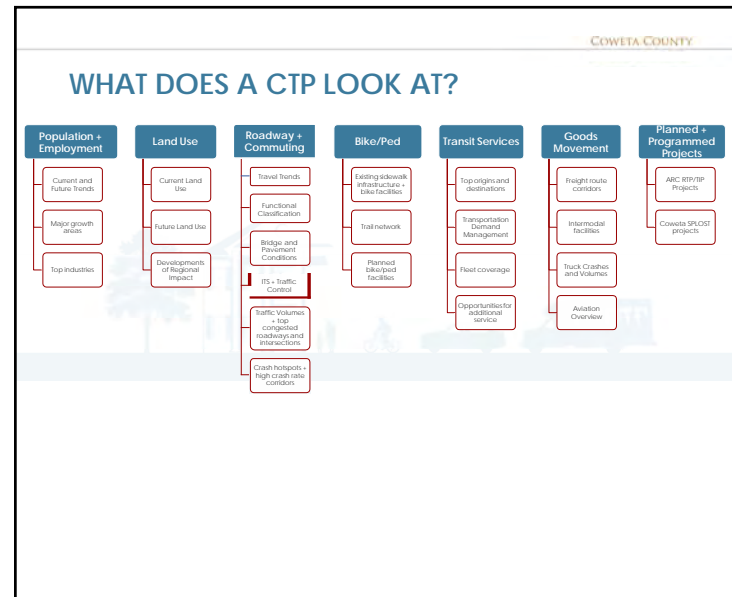 COWETA COUNTY
WHAT DOES A CTP LOOK AT?
Population +
Employment
Current and
Future Trends
Major growth
areas
Top industries
Land Use
Current Land
Use
Future Land Use
Developments
of Regional
Impact
Roadway +
Commuting
Travel Trends
Functional
Classification
Bridge and
Pavement
Conditions
ITS + Traffic
Control
Traffic Volumes
+ top
congested
roadways and
intersections
Crash hotspots +
high crash rate
corridors
Bike/Ped
Existing sidewalk
infrastructure +
bike facilities
Trail network
Planned
bike/ped
facilities
Transit Services
Top origins and
destinations
Transportation
Demand
Management
Fleet coverage
Opportunities for
additional
service
Goods
Movement
Freight route
corridors
Intermodal
facilities
Truck Crashes
and Volumes
Aviation
Overview
Planned +
Programmed
Projects
ARC RTP/TIP
Projects
Coweta SPLOST
projects